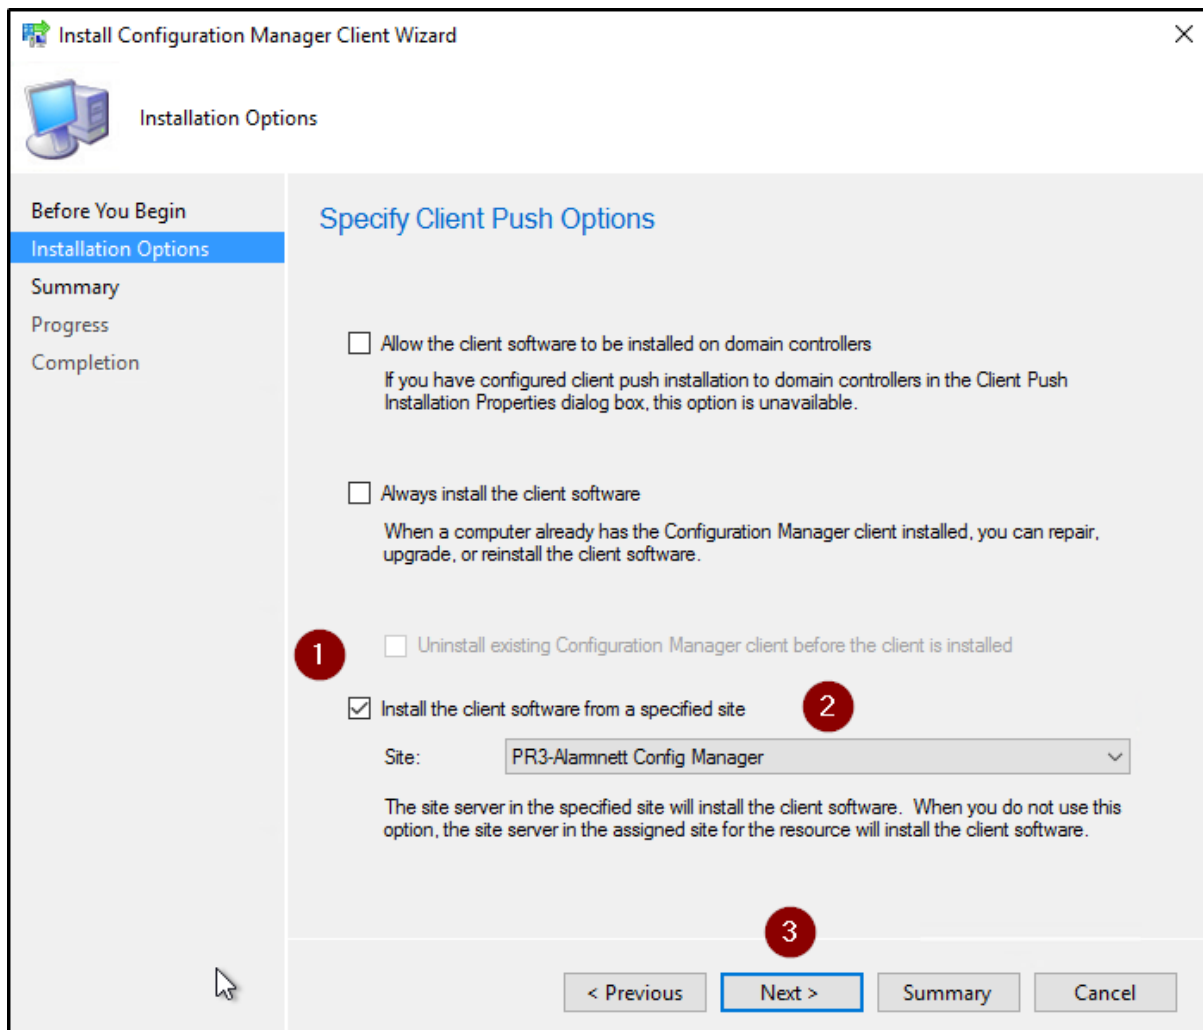 Install Configuration Manager Client Wizard
Installation Options
Before You Begin
Installation Options
Summary
Progress
Completion
Specify Client Push Options
Allow the client software to be installed on domain controllers
If you have configured client push installation to domain controllers in the Client Push
Installation Properties dialog box, this option is unavailable.
Always install the client software
When a computer already has the Configuration Manager client installed, you can repair,
upgrade, or reinstall the client software.
1
Uninstall existing Configuration Manager client before the client is installed
Install the client software from a specified site
2
Site: PR3-Alamnett Config Manager
The site server in the specified site will install the client software. When you do not use this
option, the site server in the assigned site for the resource will install the client software.
3
< Previous Next > Summary Cancel